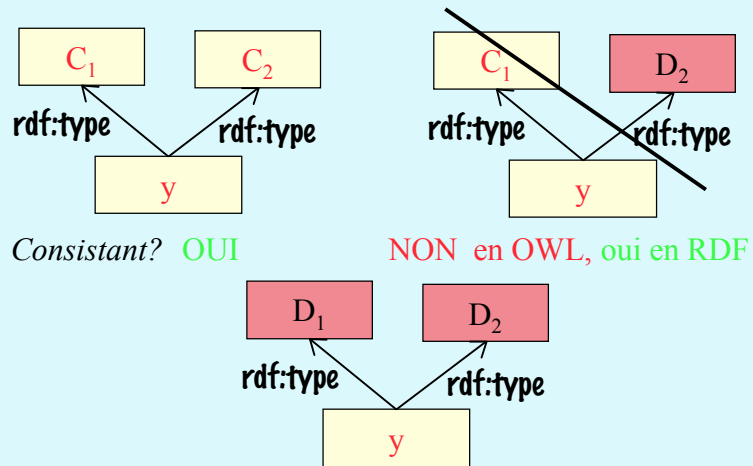 C₁ C₂
rdf:type rdf:type
y
C₁ D₂
rdf:type rdf:type
y
Consistant? OUI
NON en OWL, oui en RDF
D₁ D₂
rdf:type rdf:type
y